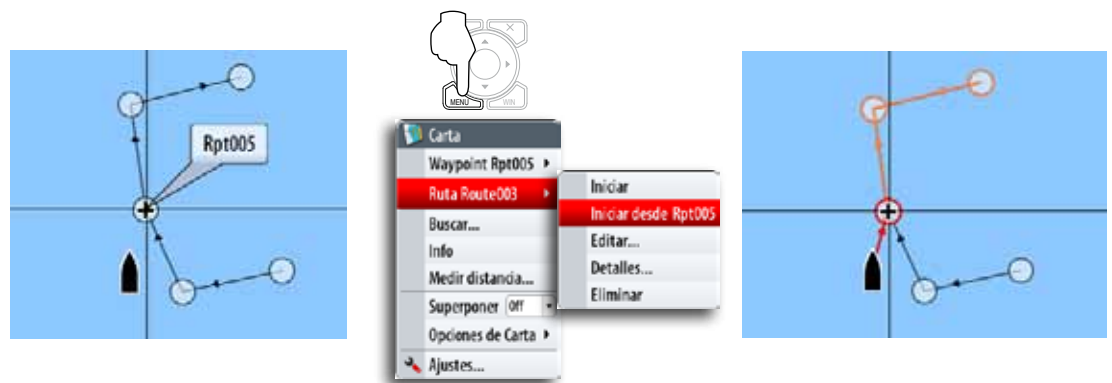 Rpt005
MENU
WIN
Carta
Waypoint Rpt005
Ruta Route003
Buscar...
Info
Medir distancia...
Superponer Off
Opciones de Carta
Ajustes...
Iniciar
Iniciar desde Rpt005
Editar...
Detalles...
Eliminar